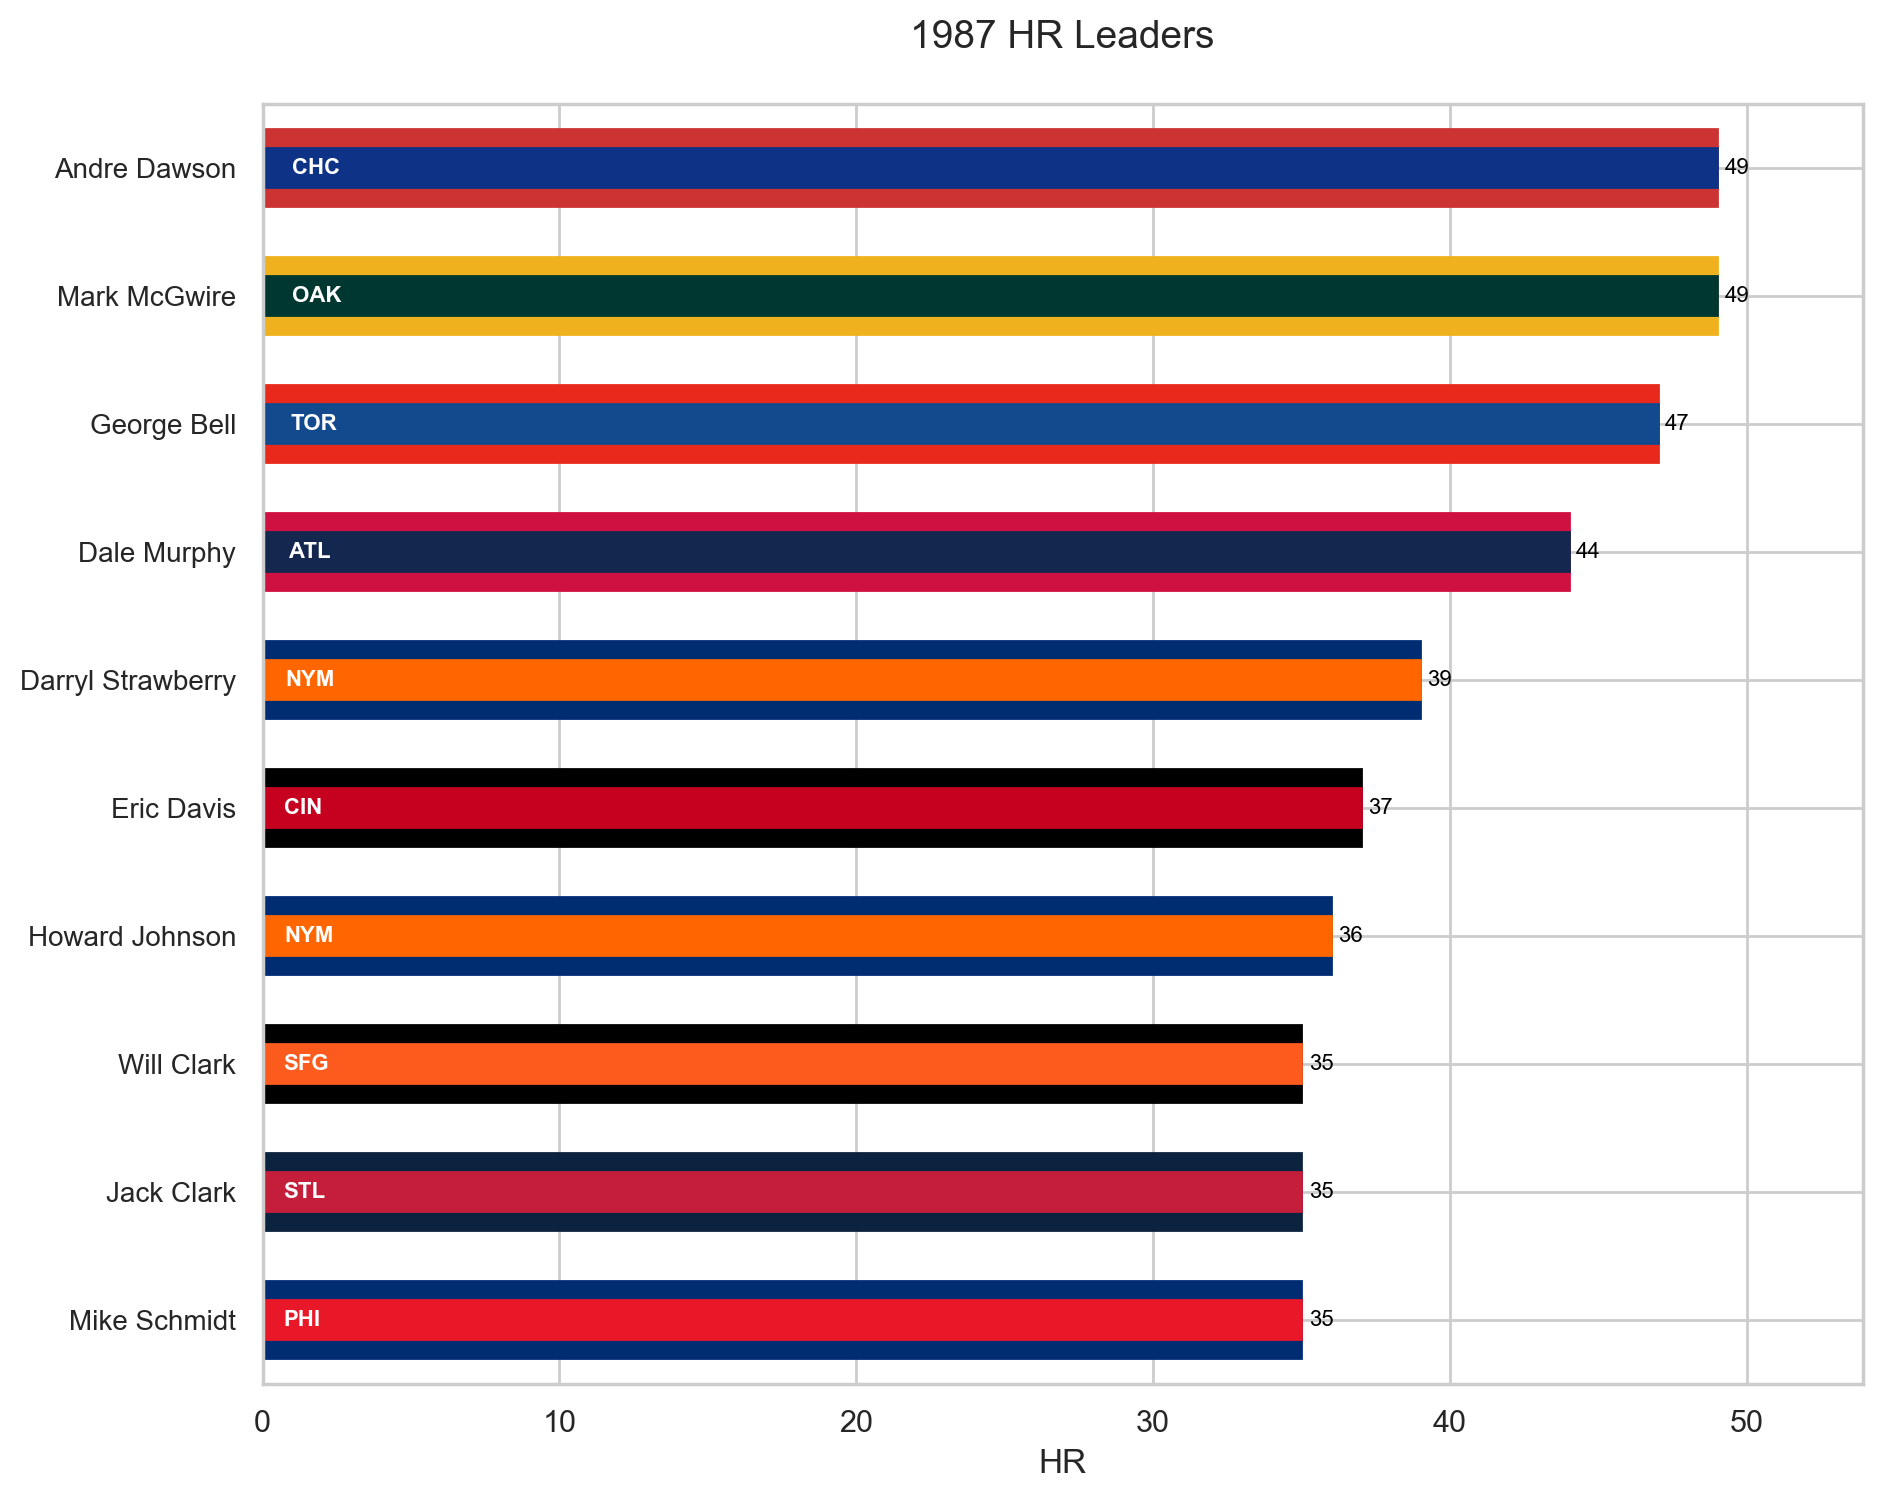 1987 HR Leaders
Andre Dawson CHC 49
Mark McGwire OAK 49
George Bell TOR 47
Dale Murphy ATL 44
Darryl Strawberry NYM 39
Eric Davis CIN 37
Howard Johnson NYM 36
Will Clark SFG 35
Jack Clark STL 35
Mike Schmidt PHI 35
0 10 20 30 40 50
HR